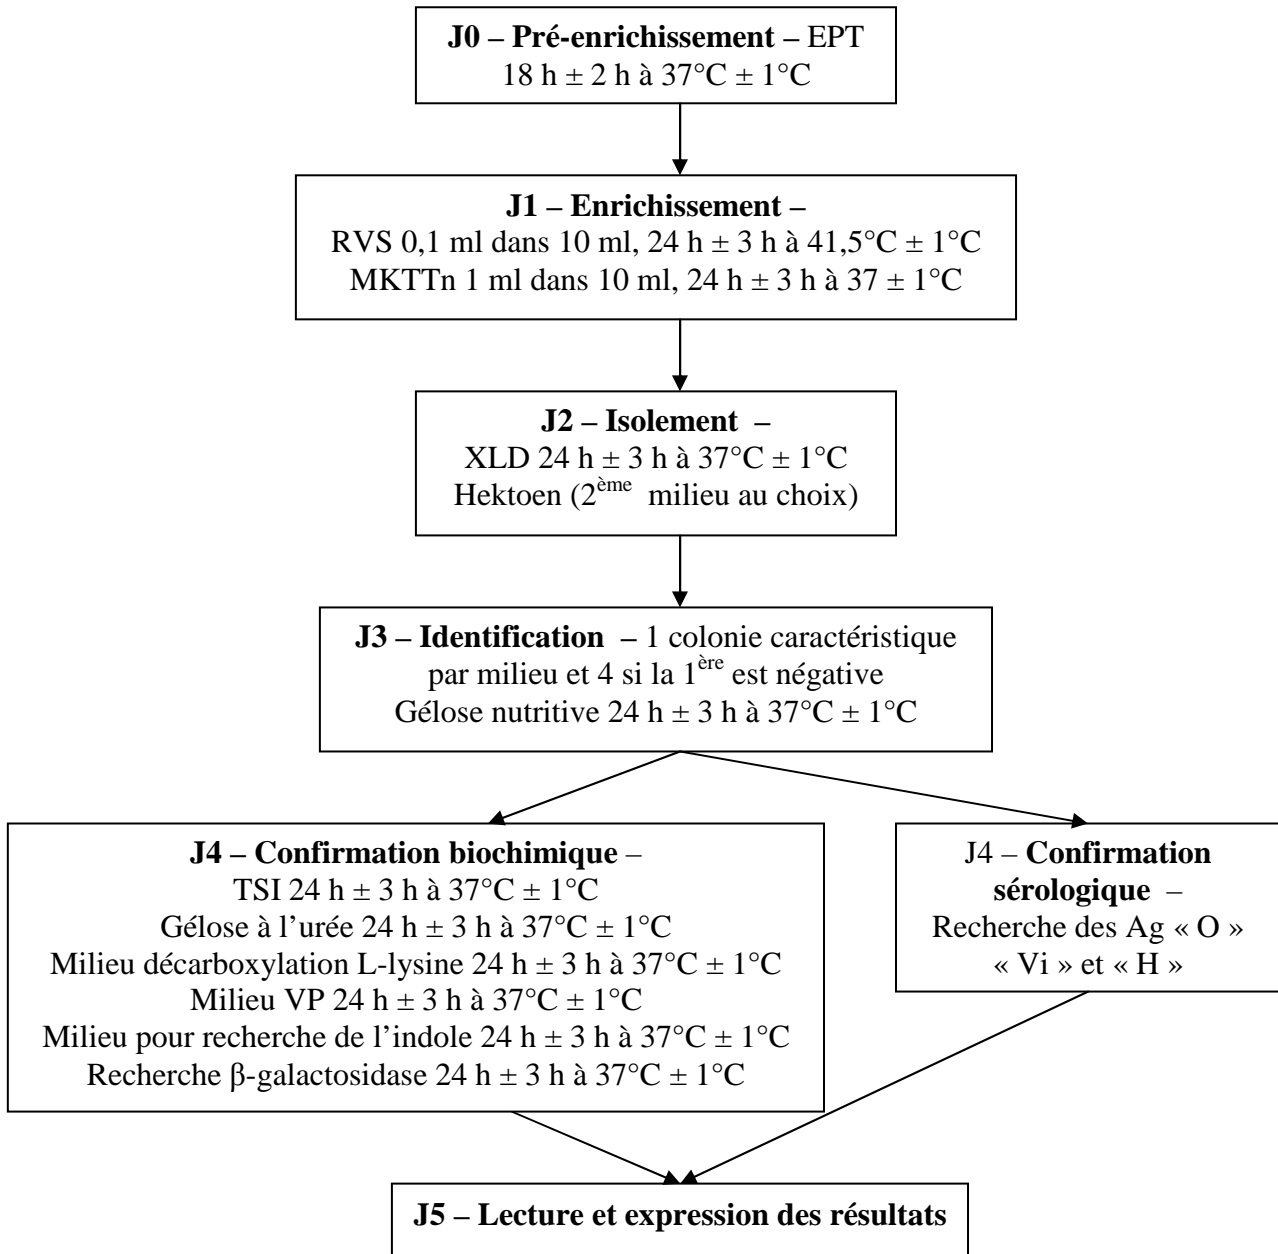 J0 – Pré-enrichissement – EPT
18 h ± 2 h à 37°C ± 1°C
J1 – Enrichissement –
RVS 0,1 ml dans 10 ml, 24 h ± 3 h à 41,5°C ± 1°C
MKTTn 1 ml dans 10 ml, 24 h ± 3 h à 37 ± 1°C
J2 – Isolement –
XLD 24 h ± 3 h à 37°C ± 1°C
Hektoen (2ème milieu au choix)
J3 – Identification – 1 colonie caractéristique
par milieu et 4 si la 1ère est négative
Gélose nutritive 24 h ± 3 h à 37°C ± 1°C
J4 – Confirmation biochimique –
TSI 24 h ± 3 h à 37°C ± 1°C
Gélose à l’urée 24 h ± 3 h à 37°C ± 1°C
Milieu décarboxylation L-lysine 24 h ± 3 h à 37°C ± 1°C
Milieu VP 24 h ± 3 h à 37°C ± 1°C
Milieu pour recherche de l’indole 24 h ± 3 h à 37°C ± 1°C
Recherche β-galactosidase 24 h ± 3 h à 37°C ± 1°C
J4 – Confirmation
sérologique –
Recherche des Ag « O »
« Vi » et « H »
J5 – Lecture et expression des résultats